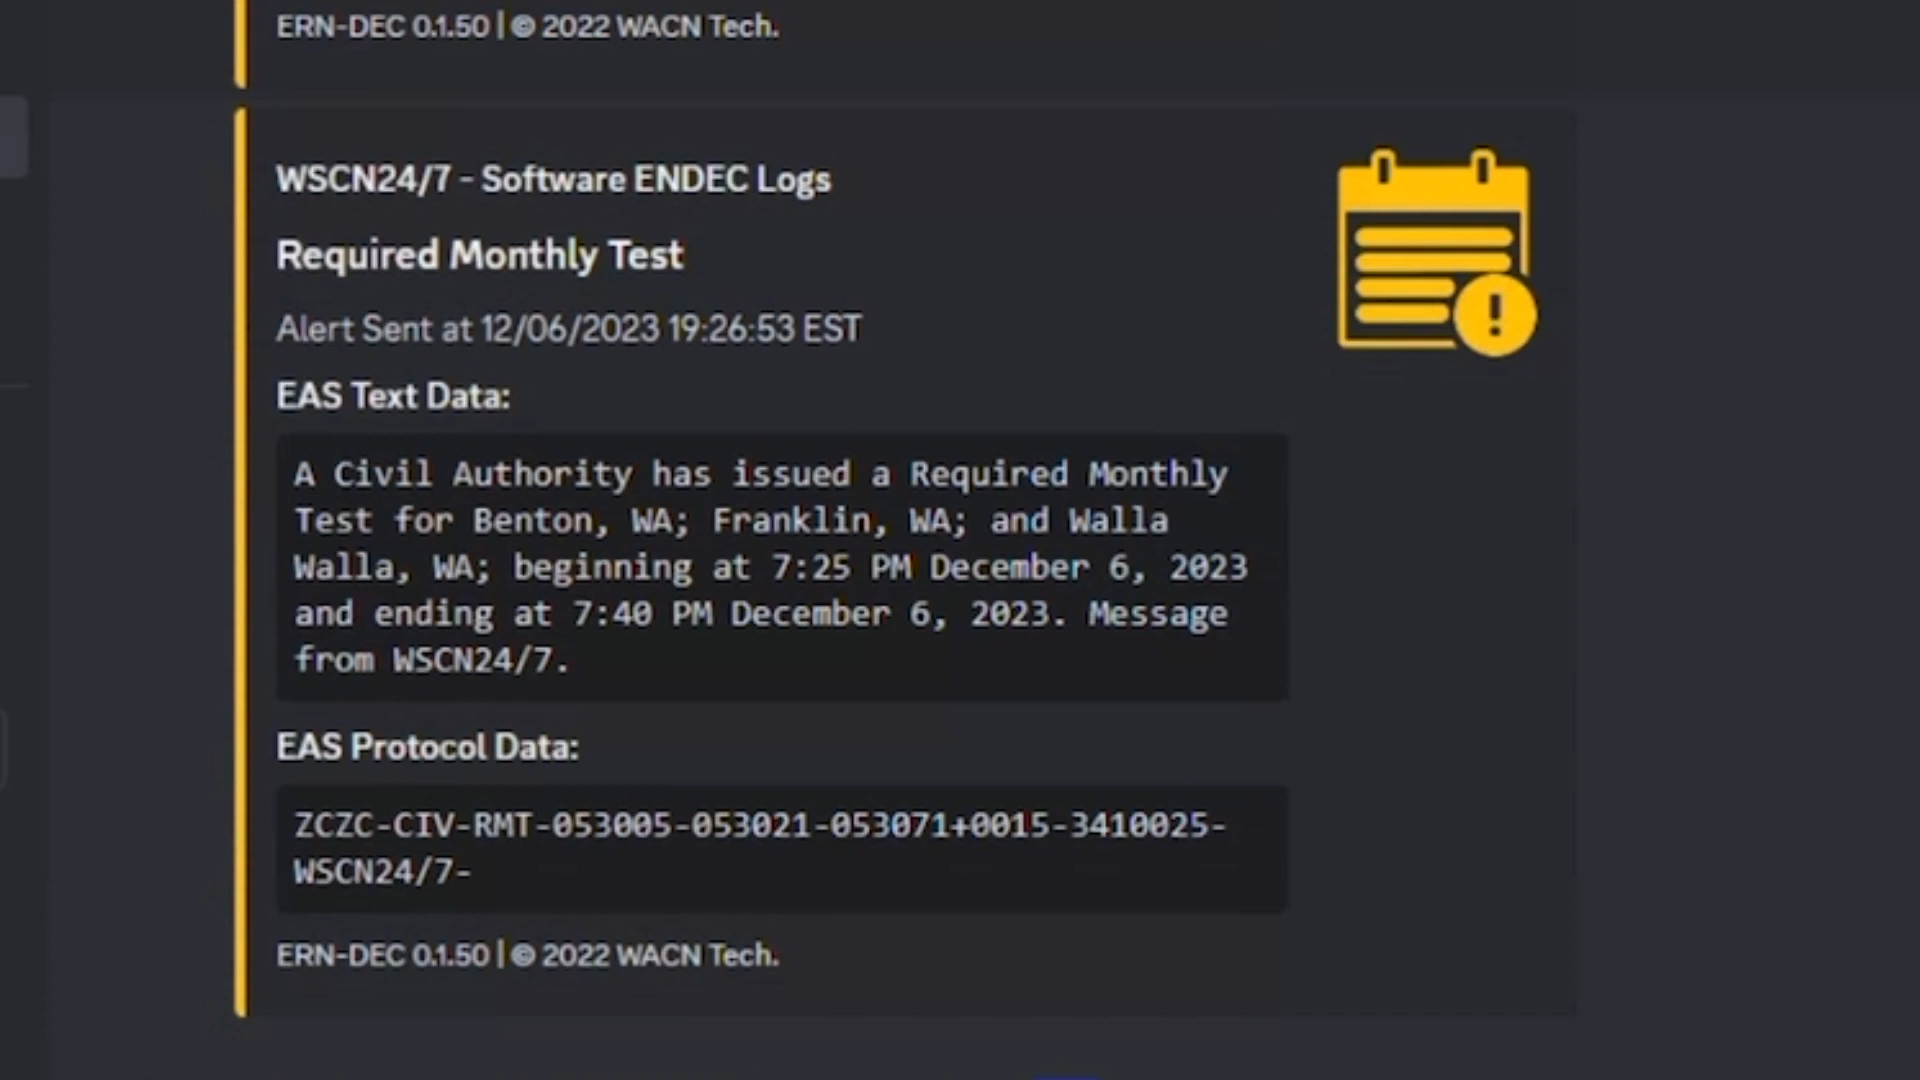 ERN-DEC 0.1.50 | © 2022 WACN Tech.
WSCN24/7 - Software ENDEC Logs
Required Monthly Test
Alert Sent at 12/06/2023 19:26:53 EST
EAS Text Data:
A Civil Authority has issued a Required Monthly
Test for Benton, WA; Franklin, WA; and Walla
Walla, WA; beginning at 7:25 PM December 6, 2023
and ending at 7:40 PM December 6, 2023. Message
from WSCN24/7.
EAS Protocol Data:
ZCZC-CIV-RMT-053005-053021-053071+0015-3410025-
WSCN24/7-
ERN-DEC 0.1.50 | © 2022 WACN Tech.